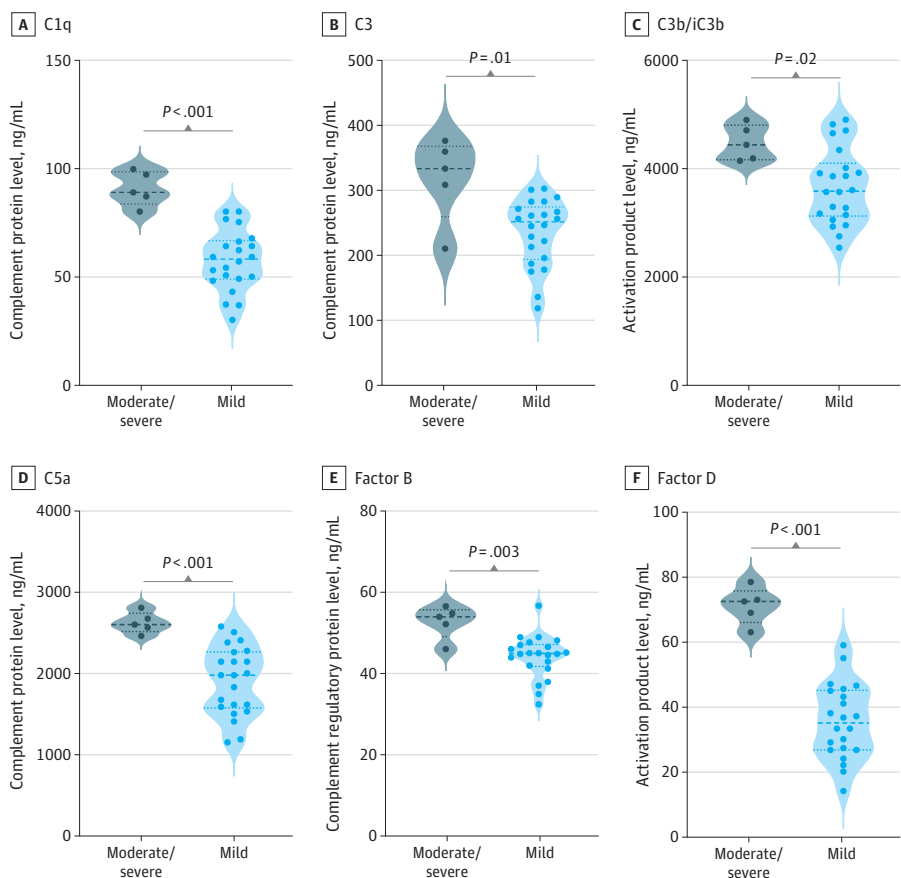 A C1q
Complement protein level, ng/mL
150
100
50
0
P < .001
Moderate/
severe
Mild
B C3
Complement protein level, ng/mL
500
400
300
200
100
0
P = .01
Moderate/
severe
Mild
C C3b/iC3b
Activation product level, ng/mL
6000
4000
2000
0
P = .02
Moderate/
severe
Mild
D C5a
Complement protein level, ng/mL
4000
3000
2000
1000
0
P < .001
Moderate/
severe
Mild
E Factor B
Complement regulatory protein level, ng/mL
80
60
40
20
0
P = .003
Moderate/
severe
Mild
F Factor D
Activation product level, ng/mL
100
80
60
40
20
0
P < .001
Moderate/
severe
Mild